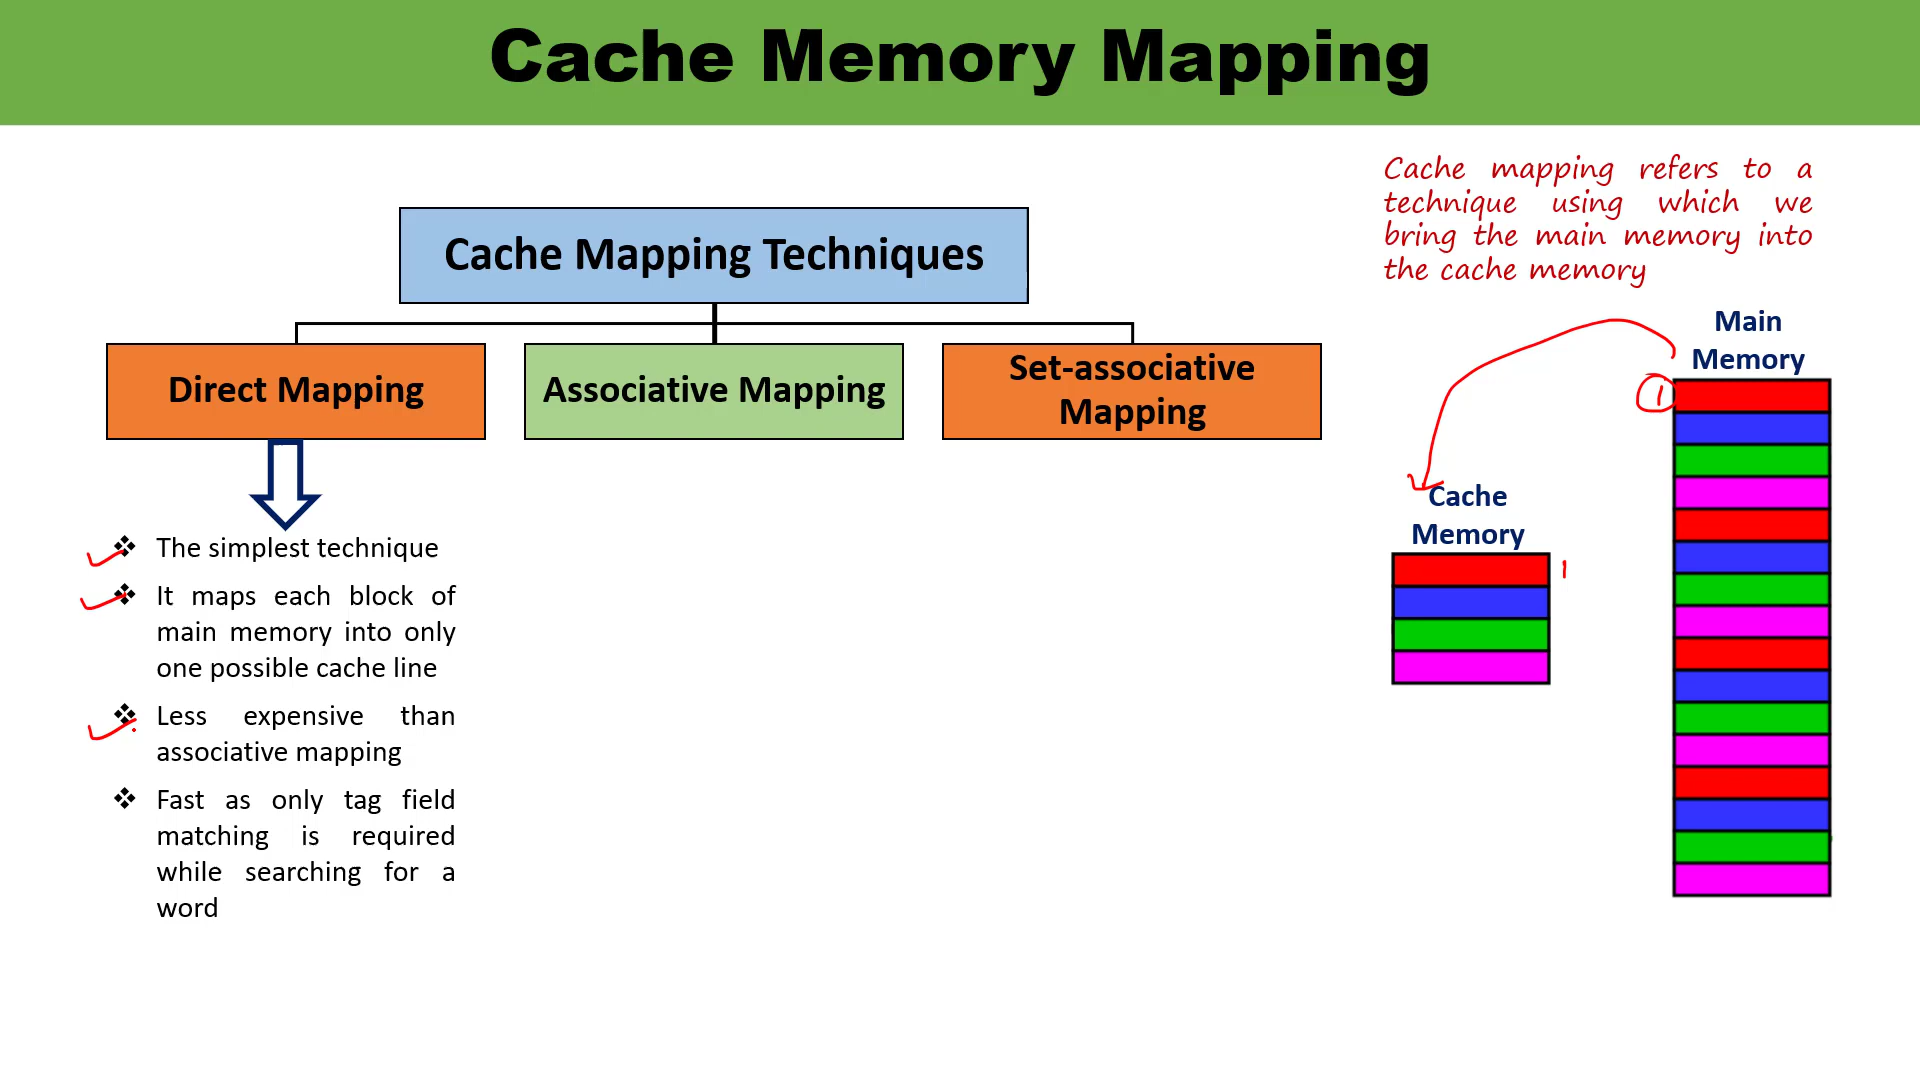 Cache Memory Mapping
Cache mapping refers to a
technique using which we
bring the main memory into
the cache memory
Cache Mapping Techniques
Direct Mapping
Associative Mapping
Set-associative
Mapping
The simplest technique
It maps each block of
main memory into only
one possible cache line
Less expensive than
associative mapping
Fast as only tag field
matching is required
while searching for a
word
Main
Memory
1
Cache
Memory
1